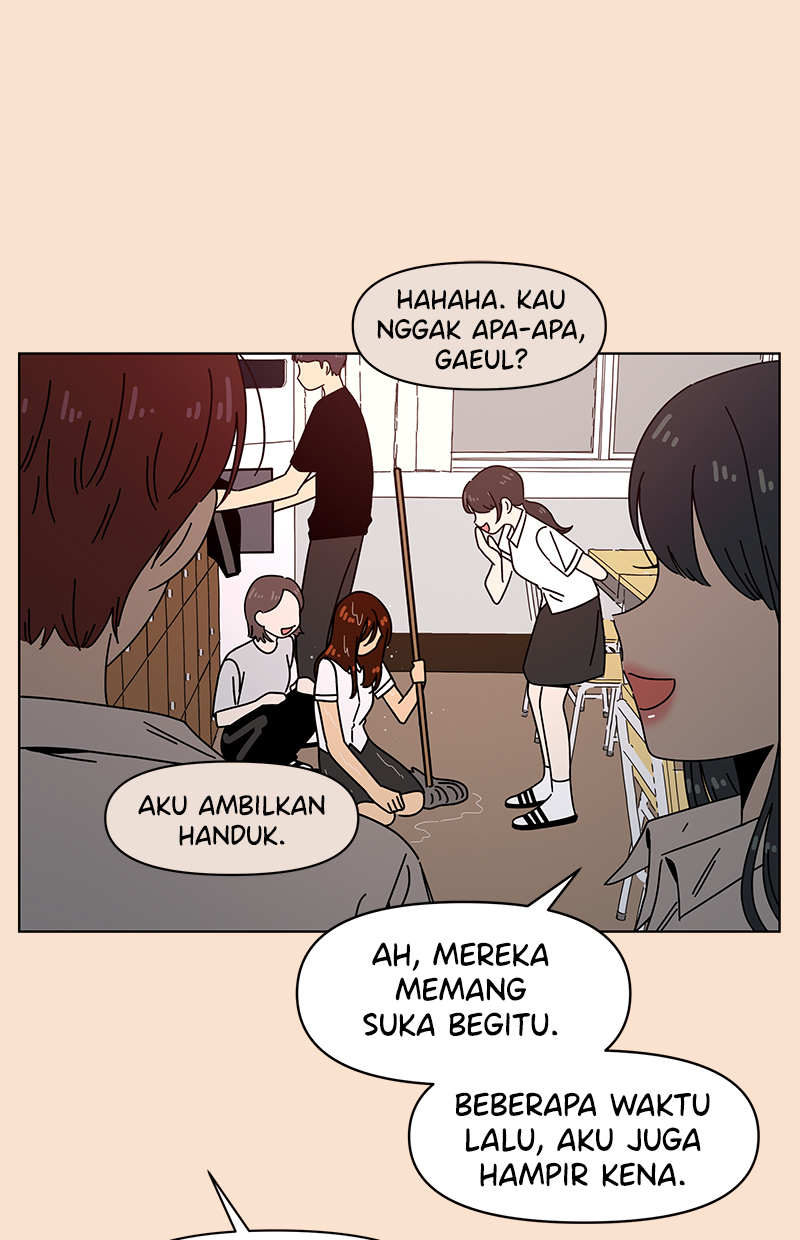 HAHAHA. KAU
NGGAK APA-APA,
GAEUL?
AKU AMBILKAN
HANDUK.
AH, MEREKA
MEMANG
SUKA BEGITU.
BEBERAPA WAKTU
LALU, AKU JUGA
HAMPIR KENA.